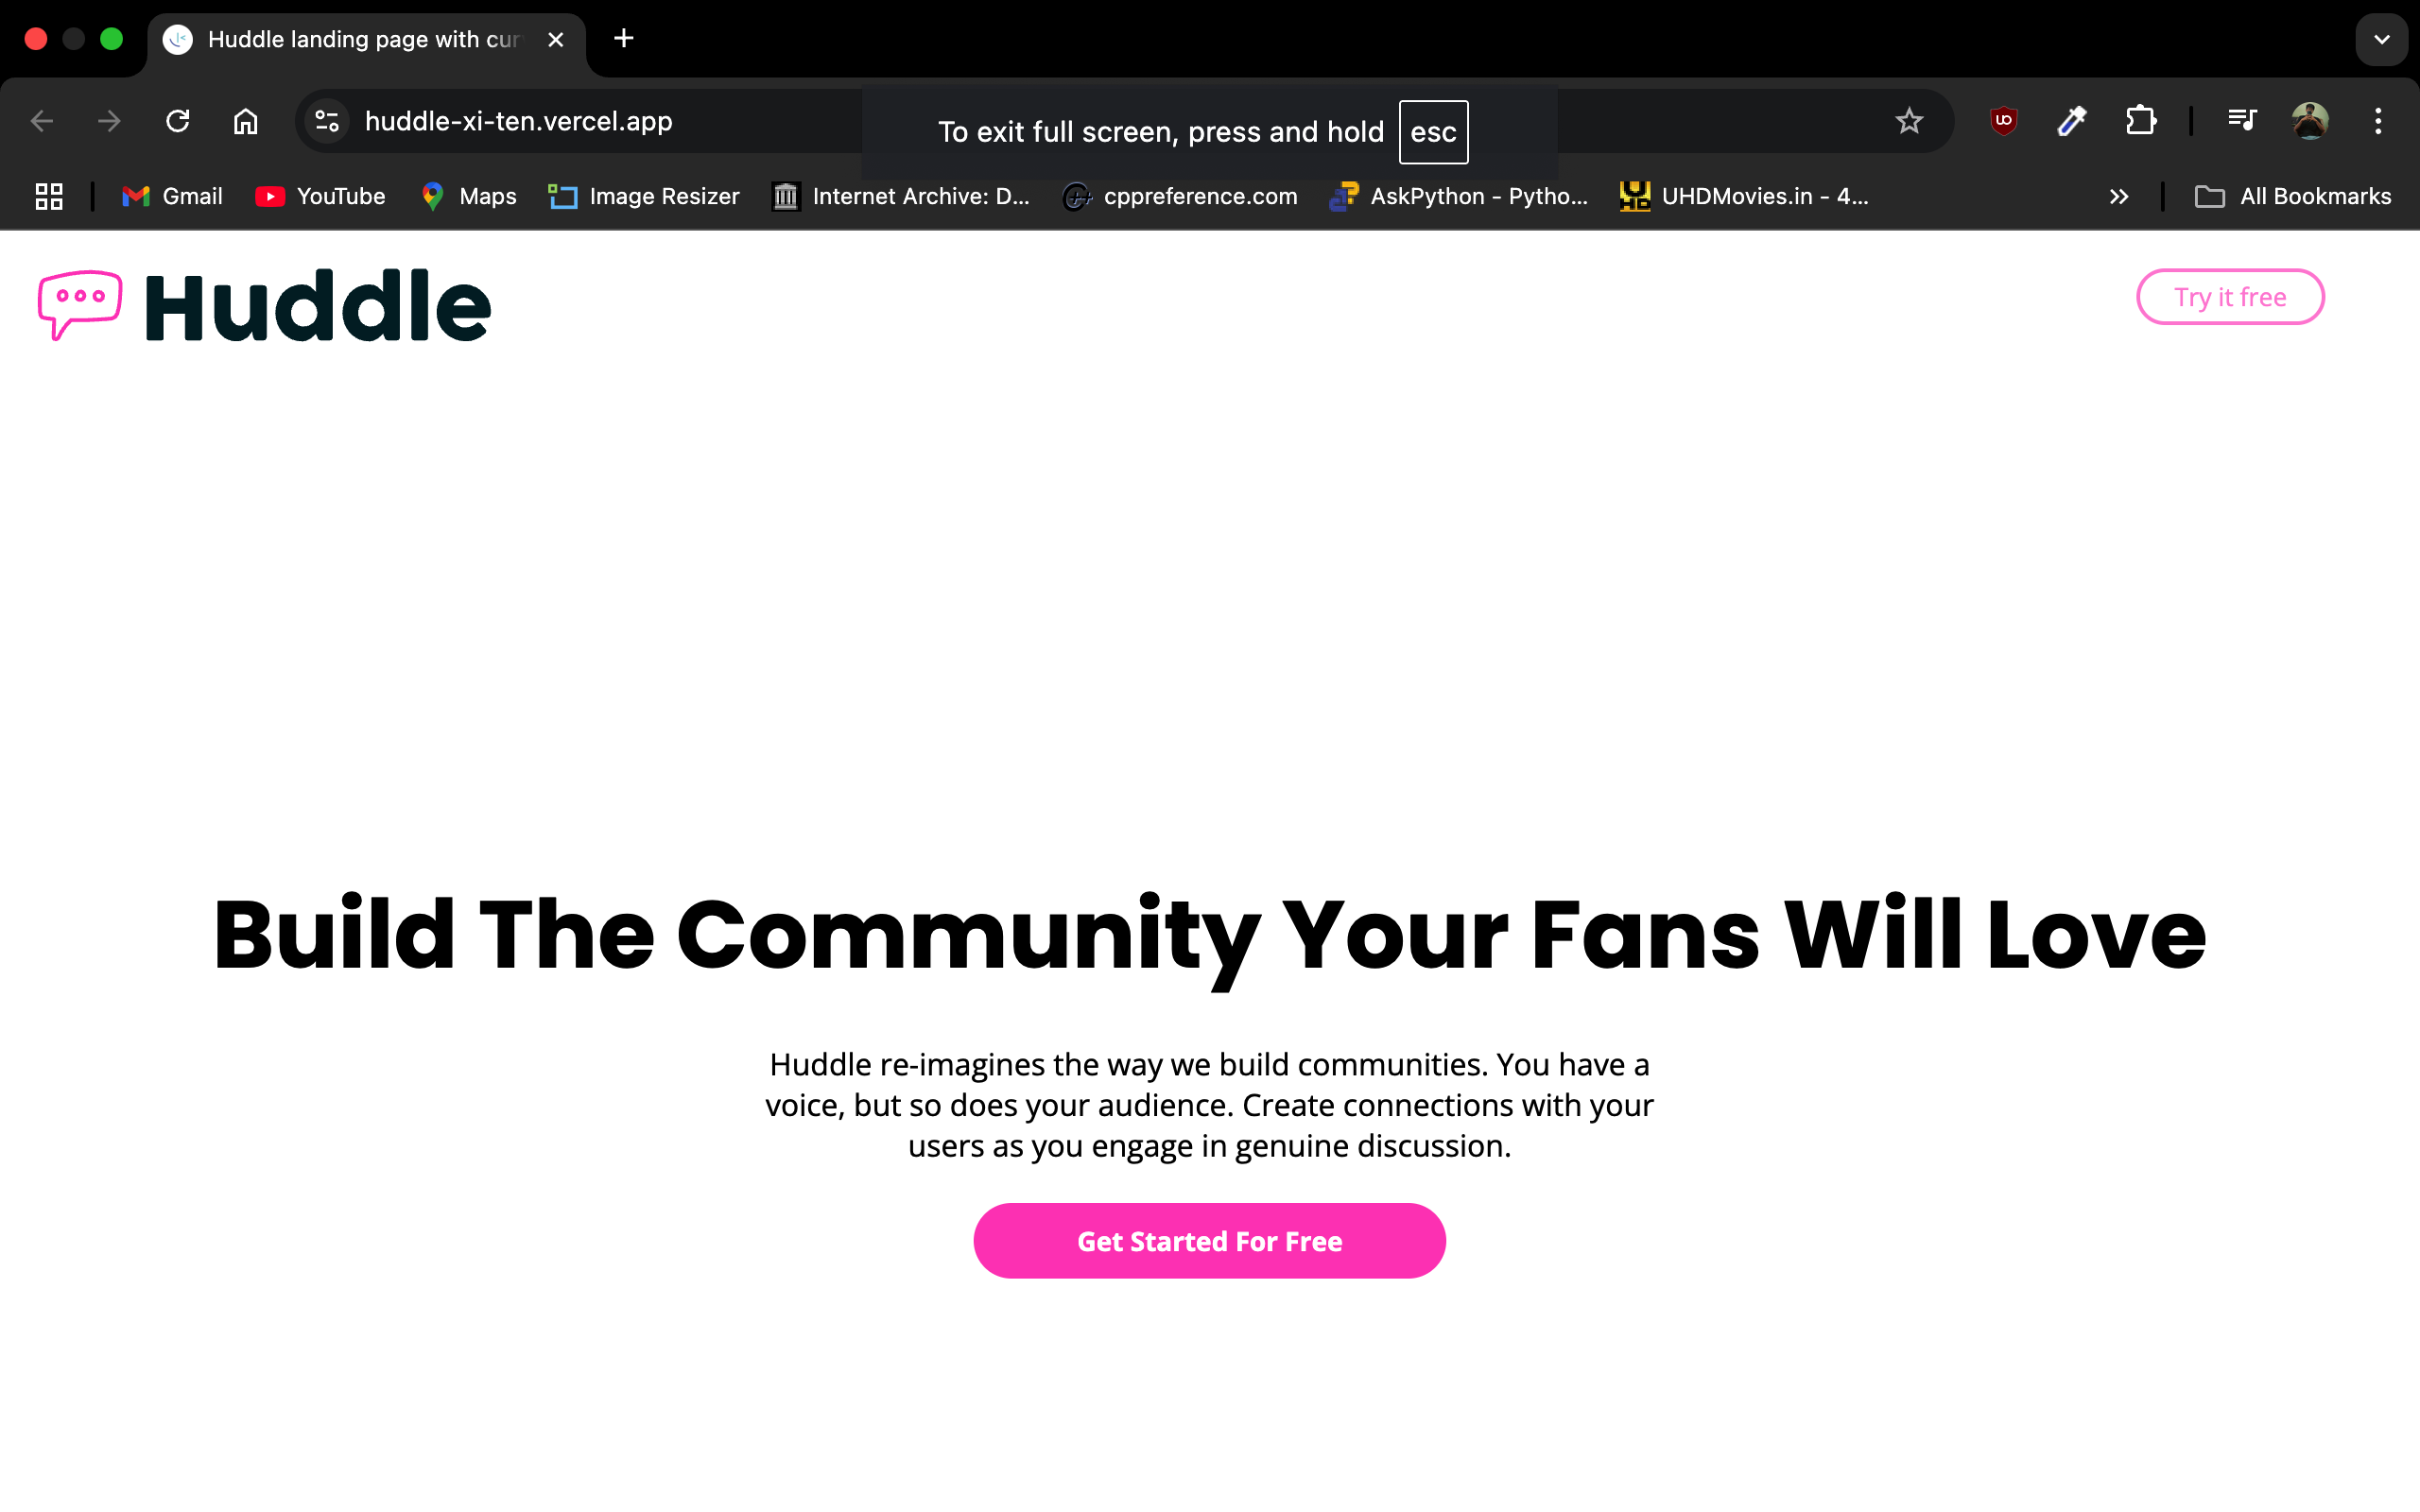 Huddle landing page with cur
huddle-xi-ten.vercel.app
To exit full screen, press and hold esc
Gmail
YouTube
Maps
Image Resizer
Internet Archive: D...
cppreference.com
AskPython - Pytho...
UHDMovies.in - 4...
All Bookmarks
Huddle
Try it free
Build The Community Your Fans Will Love
Huddle re-imagines the way we build communities. You have a
voice, but so does your audience. Create connections with your
users as you engage in genuine discussion.
Get Started For Free